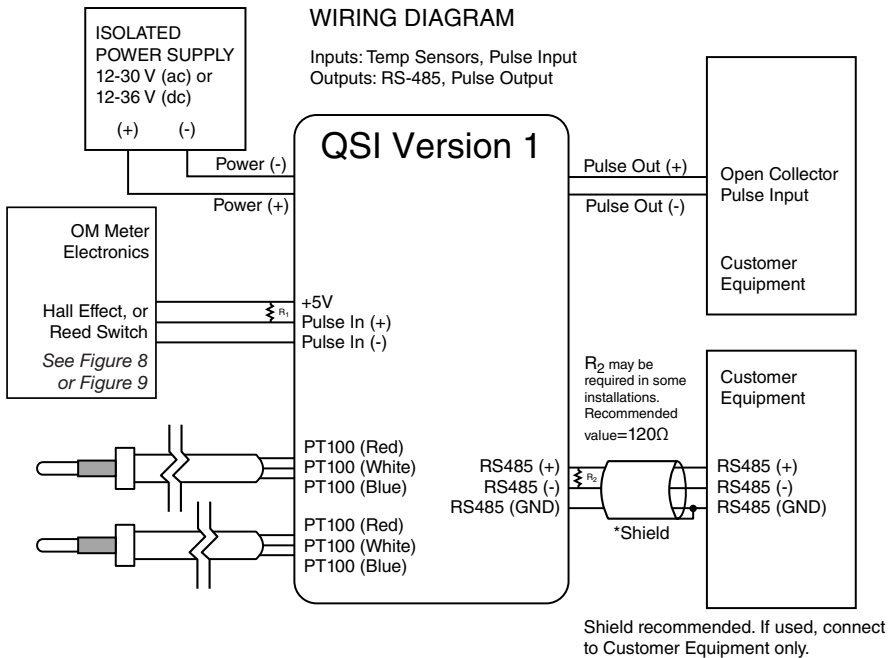 WIRING DIAGRAM
Inputs: Temp Sensors, Pulse Input
Outputs: RS-485, Pulse Output
ISOLATED
POWER SUPPLY
12-30 V (ac) or
12-36 V (dc)
(+) (-)
QSI Version 1
Power (-)
Power (+)
Pulse Out (+)
Pulse Out (-)
Open Collector
Pulse Input
Customer
Equipment
OM Meter
Electronics
Hall Effect, or
Reed Switch
See Figure 8
or Figure 9
R1
+5V
Pulse In (+)
Pulse In (-)
R2 may be
required in some
installations.
Recommended
value=120Ω
Customer
Equipment
PT100 (Red)
PT100 (White)
PT100 (Blue)
PT100 (Red)
PT100 (White)
PT100 (Blue)
RS485 (+)
RS485 (-)
RS485 (GND)
R2
*Shield
RS485 (+)
RS485 (-)
RS485 (GND)
Shield recommended. If used, connect
to Customer Equipment only.